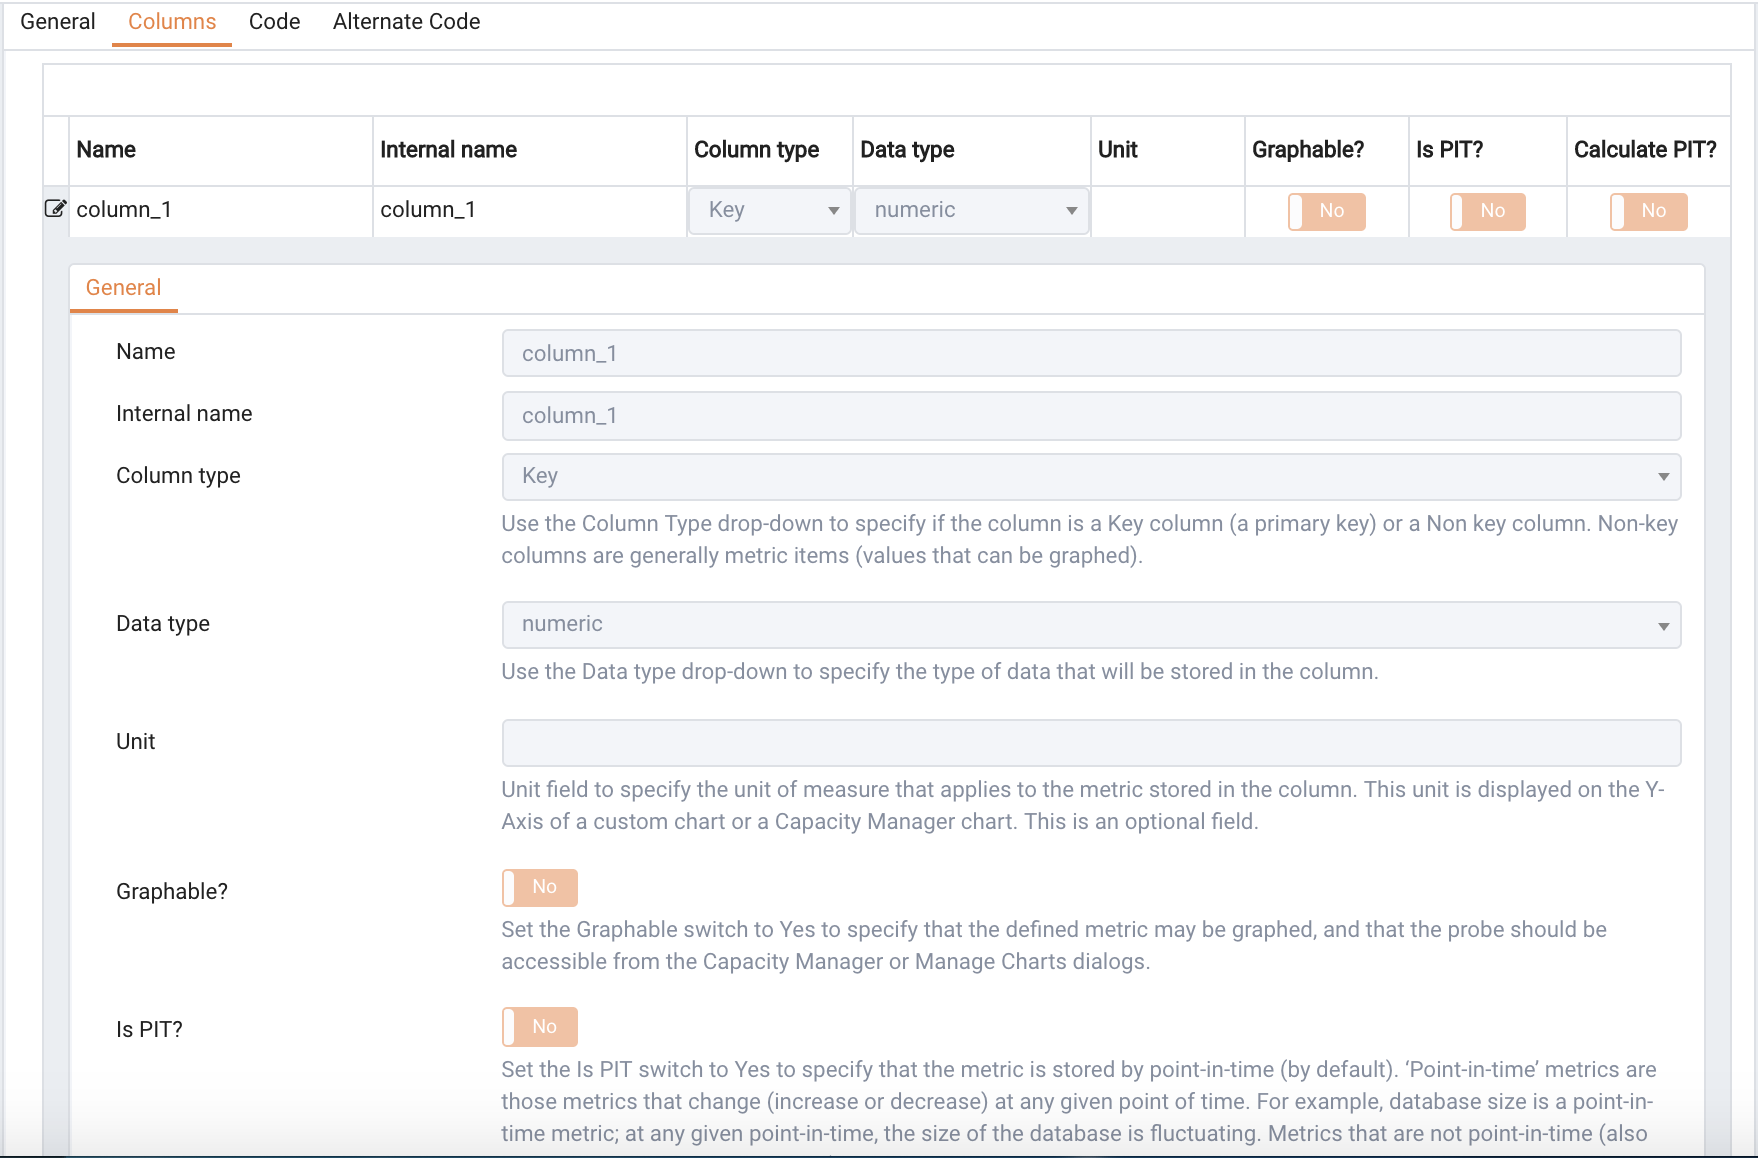 General Columns Code Alternate Code
Name Internal name Column type Data type Unit Graphable? Is PIT? Calculate PIT?
column_1 column_1 Key numeric No No No
General
Name column_1
Internal name column_1
Column type Key
Use the Column Type drop-down to specify if the column is a Key column (a primary key) or a Non key column. Non-key
columns are generally metric items (values that can be graphed).
Data type numeric
Use the Data type drop-down to specify the type of data that will be stored in the column.
Unit
Unit field to specify the unit of measure that applies to the metric stored in the column. This unit is displayed on the Y-
Axis of a custom chart or a Capacity Manager chart. This is an optional field.
Graphable? No
Set the Graphable switch to Yes to specify that the defined metric may be graphed, and that the probe should be
accessible from the Capacity Manager or Manage Charts dialogs.
Is PIT? No
Set the Is PIT switch to Yes to specify that the metric is stored by point-in-time (by default). ‘Point-in-time’ metrics are
those metrics that change (increase or decrease) at any given point of time. For example, database size is a point-in-
time metric; at any given point-in-time, the size of the database is fluctuating. Metrics that are not point-in-time (also